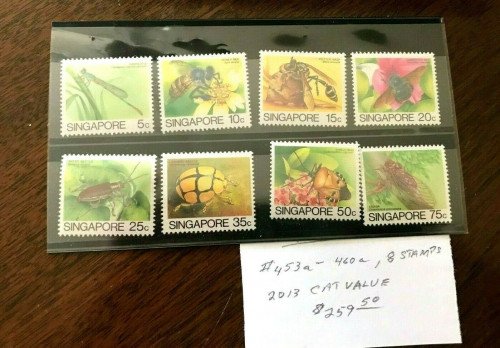 SINGAPORE 5c
SINGAPORE 10c
SINGAPORE 15c
SINGAPORE 20c
SINGAPORE 25c
SINGAPORE 35c
SINGAPORE 50c
SINGAPORE 75c
#453a - 460a, 8 STAMPS
2013 CAT VALUE
$259.50